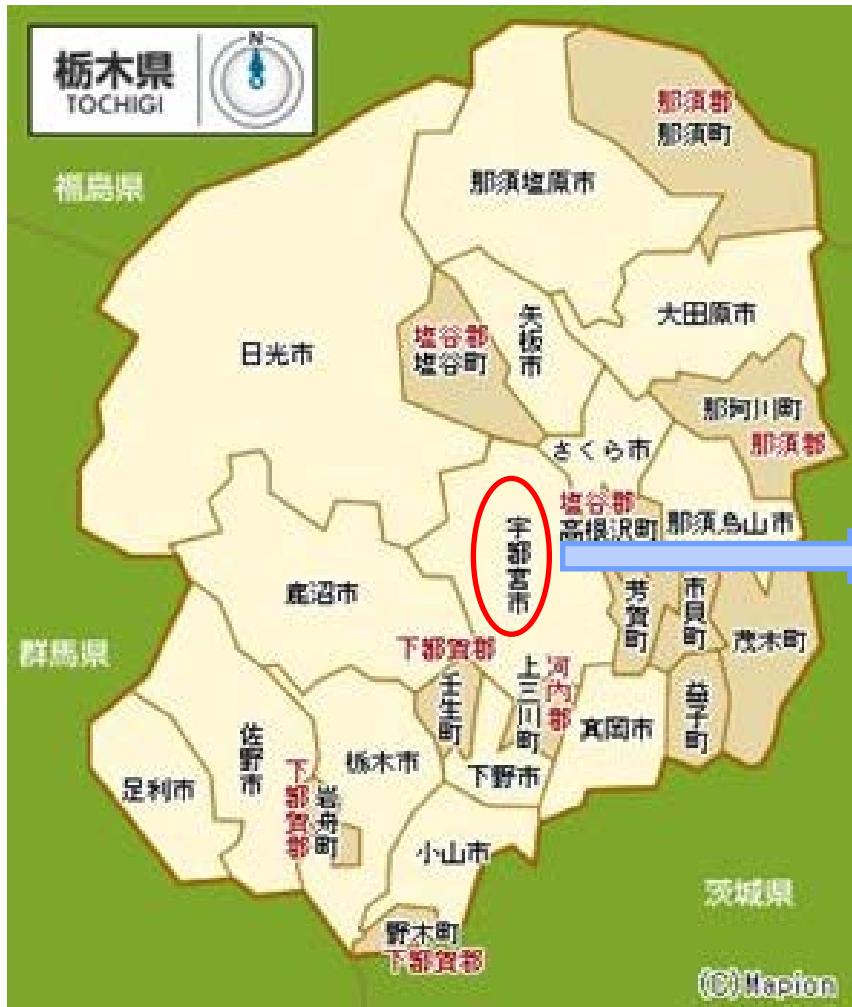 栃木県
TOCHIGI
N
福島県
那須郡
那須町
那須塩原市
大田原市
矢板市
塩谷郡
塩谷町
日光市
那珂川町
那須郡
さくら市
塩谷郡
高根沢町
那須烏山市
宇都宮市
芳賀町
市貝町
茂木町
鹿沼市
群馬県
下都賀郡
壬生町
上三川町
河内郡
真岡市
益子町
佐野市
足利市
栃木市
下都賀郡
岩舟町
下野市
小山市
野木町
下都賀郡
茨城県
(C)Mapion